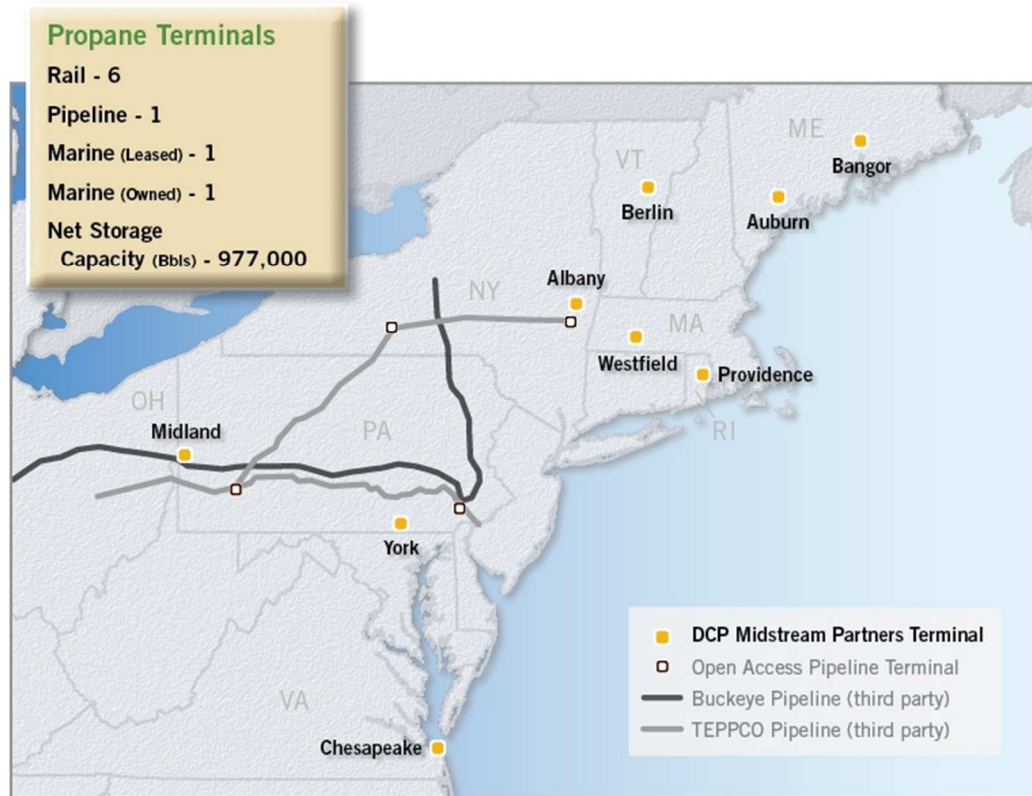 Propane Terminals
Rail - 6
Pipeline - 1
Marine (Leased) - 1
Marine (Owned) - 1
Net Storage
Capacity (Bbls) - 977,000
ME
Bangor
VT
Berlin
Auburn
Albany
NY
MA
Westfield
Providence
OH
RI
Midland
PA
York
VA
Chesapeake
DCP Midstream Partners Terminal
Open Access Pipeline Terminal
Buckeye Pipeline (third party)
TEPPCO Pipeline (third party)